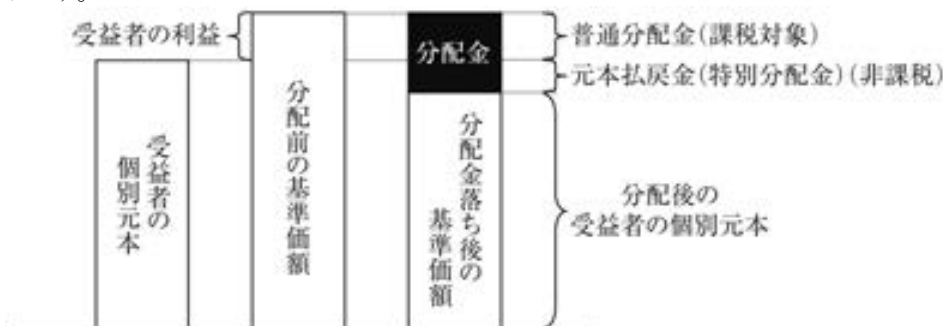 受益者の利益
分配金
普通分配金(課税対象)
元本払戻金(特別分配金)(非課税)
受益者の
個別元本
分配前の基準価額
分配金落ち後の
基準価額
分配後の
受益者の個別元本